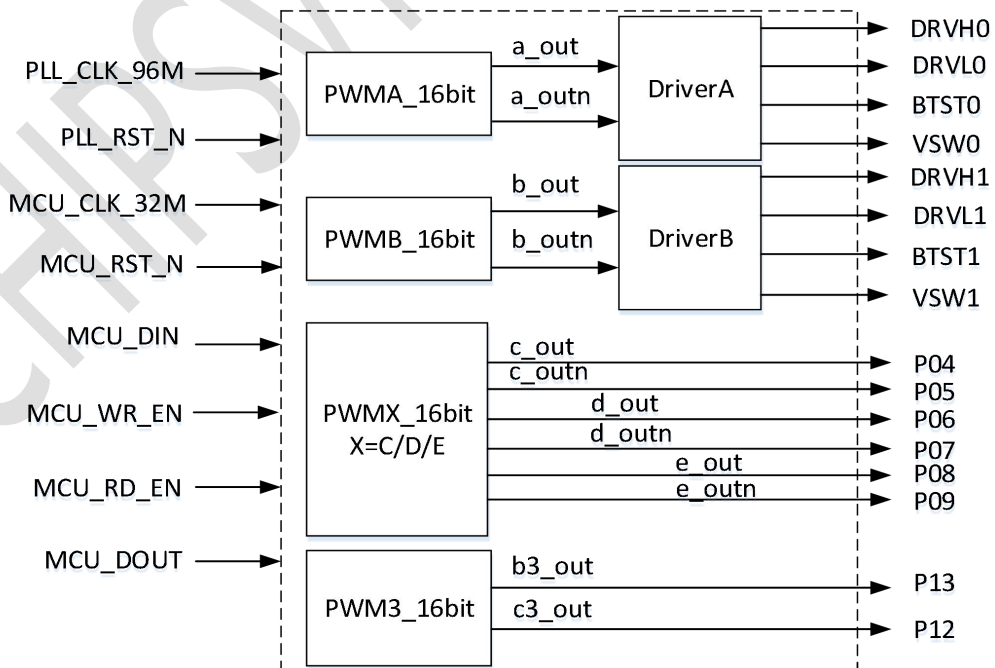 PLL_CLK_96M
PLL_RST_N
MCU_CLK_32M
MCU_RST_N
MCU_DIN
MCU_WR_EN
MCU_RD_EN
MCU_DOUT
PWMA_16bit
a_out
a_outn
DriverA
PWMB_16bit
b_out
b_outn
DriverB
PWMX_16bit
X=C/D/E
c_out
c_outn
d_out
d_outn
e_out
e_outn
PWM3_16bit
b3_out
c3_out
DRVH0
DRVL0
BTST0
VSW0
DRVH1
DRVL1
BTST1
VSW1
P04
P05
P06
P07
P08
P09
P13
P12